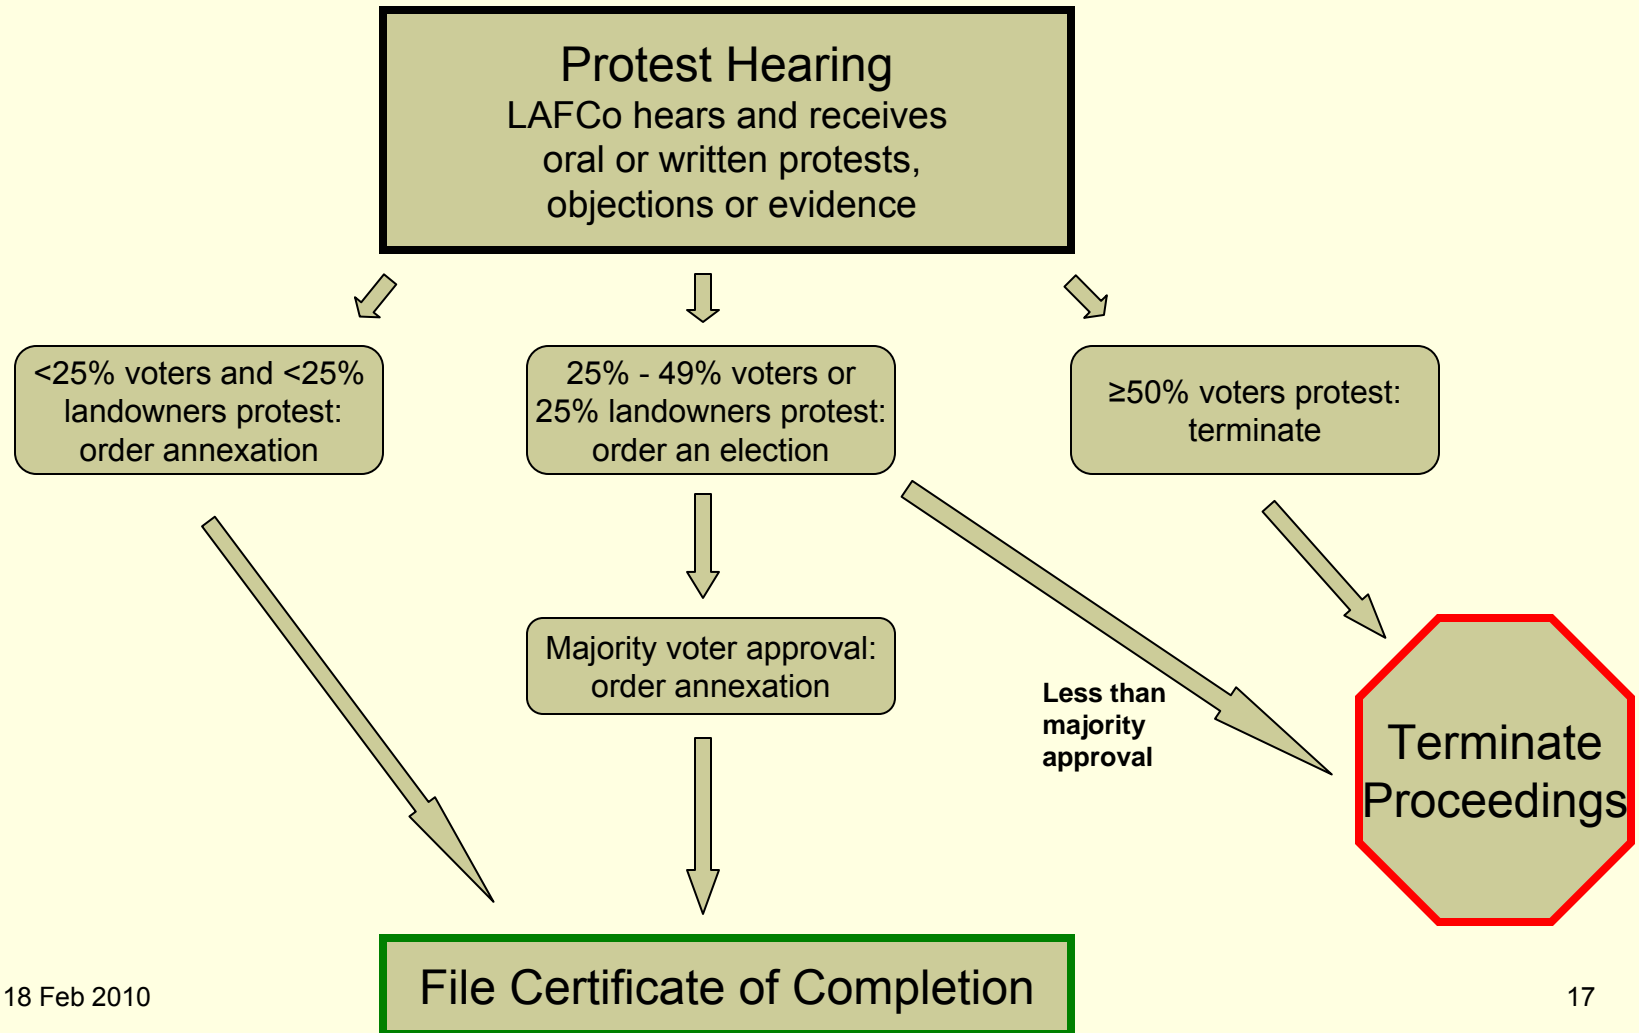 Protest Hearing
LAFCo hears and receives
oral or written protests,
objections or evidence
<25% voters and <25%
landowners protest:
order annexation
25% - 49% voters or
25% landowners protest:
order an election
≥50% voters protest:
terminate
Majority voter approval:
order annexation
Less than
majority
approval
Terminate
Proceedings
File Certificate of Completion
18 Feb 2010
17